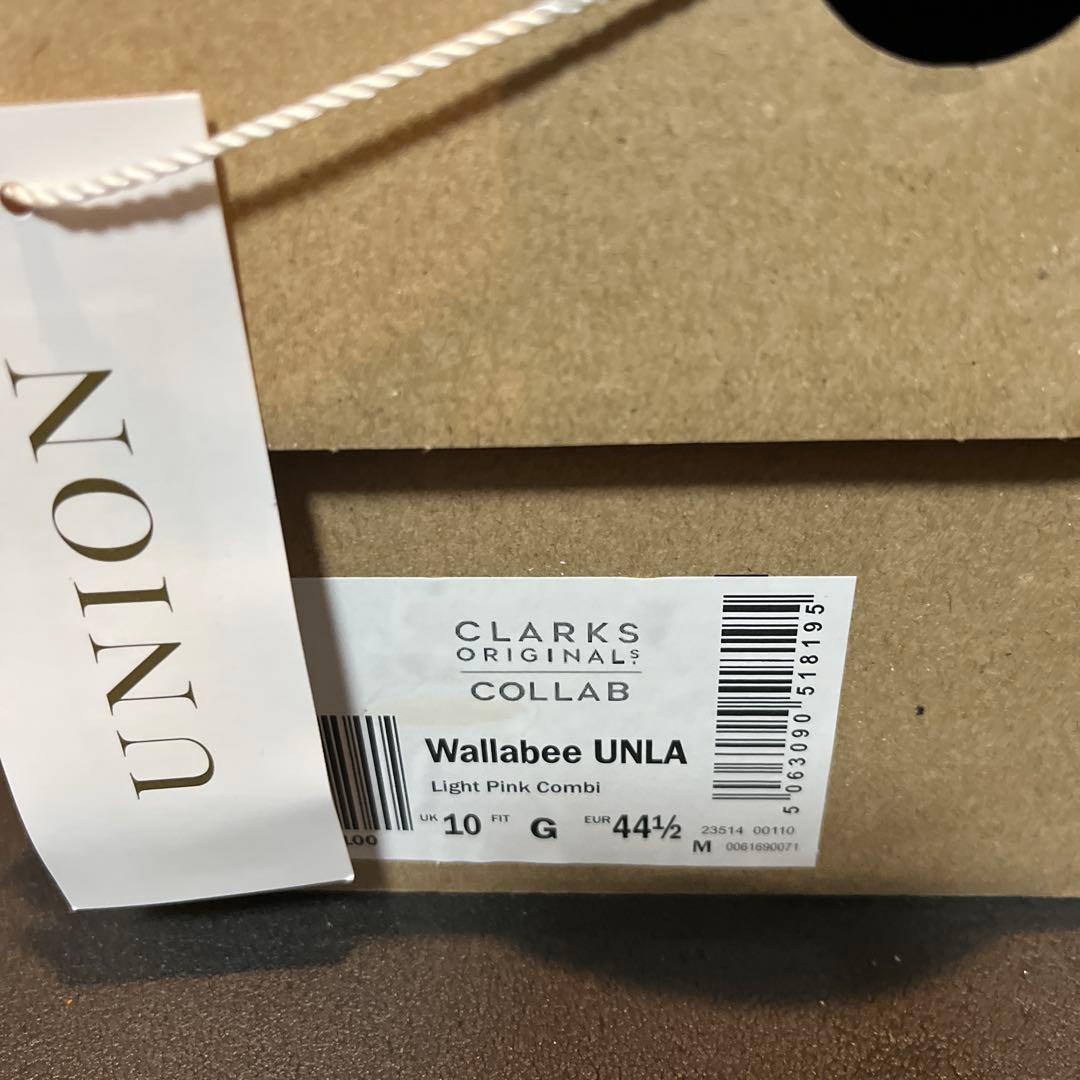 UNION
CLARKS
ORIGINALS.
COLLAB
Wallabee UNLA
Light Pink Combi
UK 10 FIT G EUR 44½
23514 00110
M 0061690071
5 063090 518195